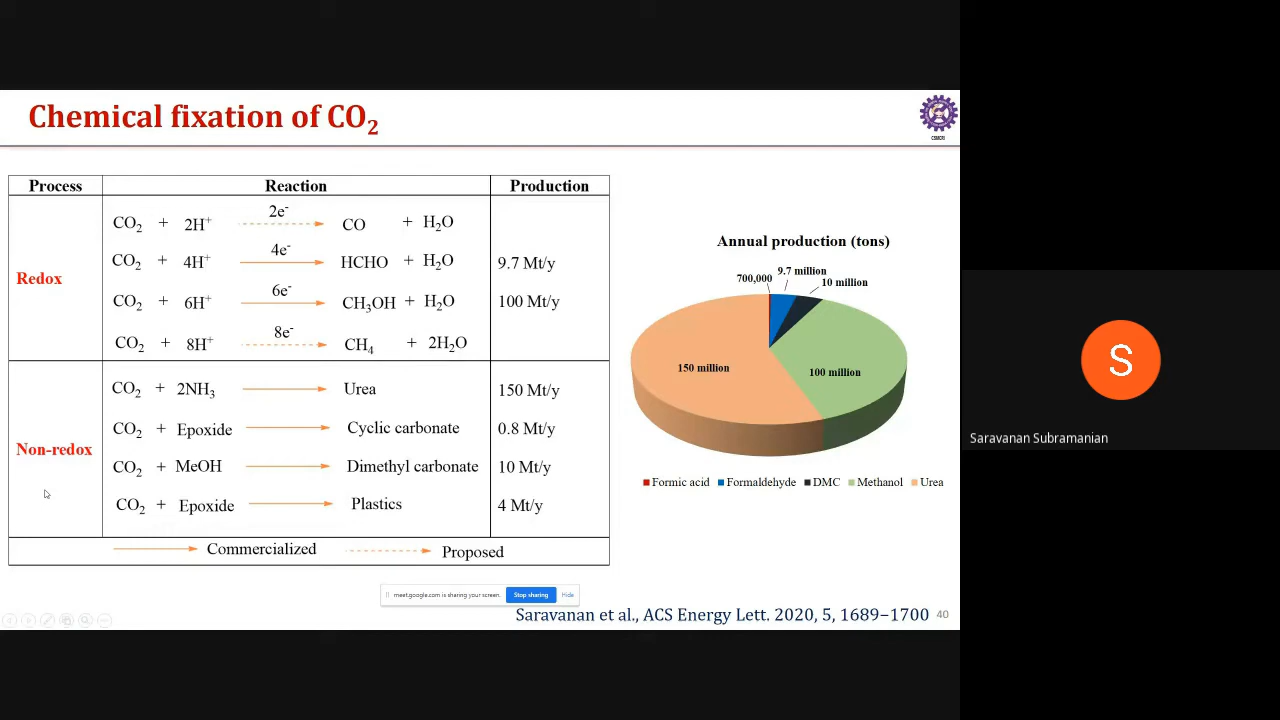 Chemical fixation of CO₂
CSMCRI
Process Reaction Production
Redox
CO₂ + 2H⁺ 2e⁻ CO + H₂O
CO₂ + 4H⁺ 4e⁻ HCHO + H₂O 9.7 Mt/y
CO₂ + 6H⁺ 6e⁻ CH₃OH + H₂O 100 Mt/y
CO₂ + 8H⁺ 8e⁻ CH₄ + 2H₂O
Non-redox
CO₂ + 2NH₃ Urea 150 Mt/y
CO₂ + Epoxide Cyclic carbonate 0.8 Mt/y
CO₂ + MeOH Dimethyl carbonate 10 Mt/y
CO₂ + Epoxide Plastics 4 Mt/y
Commercialized Proposed
Annual production (tons)
700,000
9.7 million
10 million
150 million
100 million
Formic acid Formaldehyde DMC Methanol Urea
meet.google.com is sharing your screen. Stop sharing Hide
Saravanan et al., ACS Energy Lett. 2020, 5, 1689−1700 40
S
Saravanan Subramanian